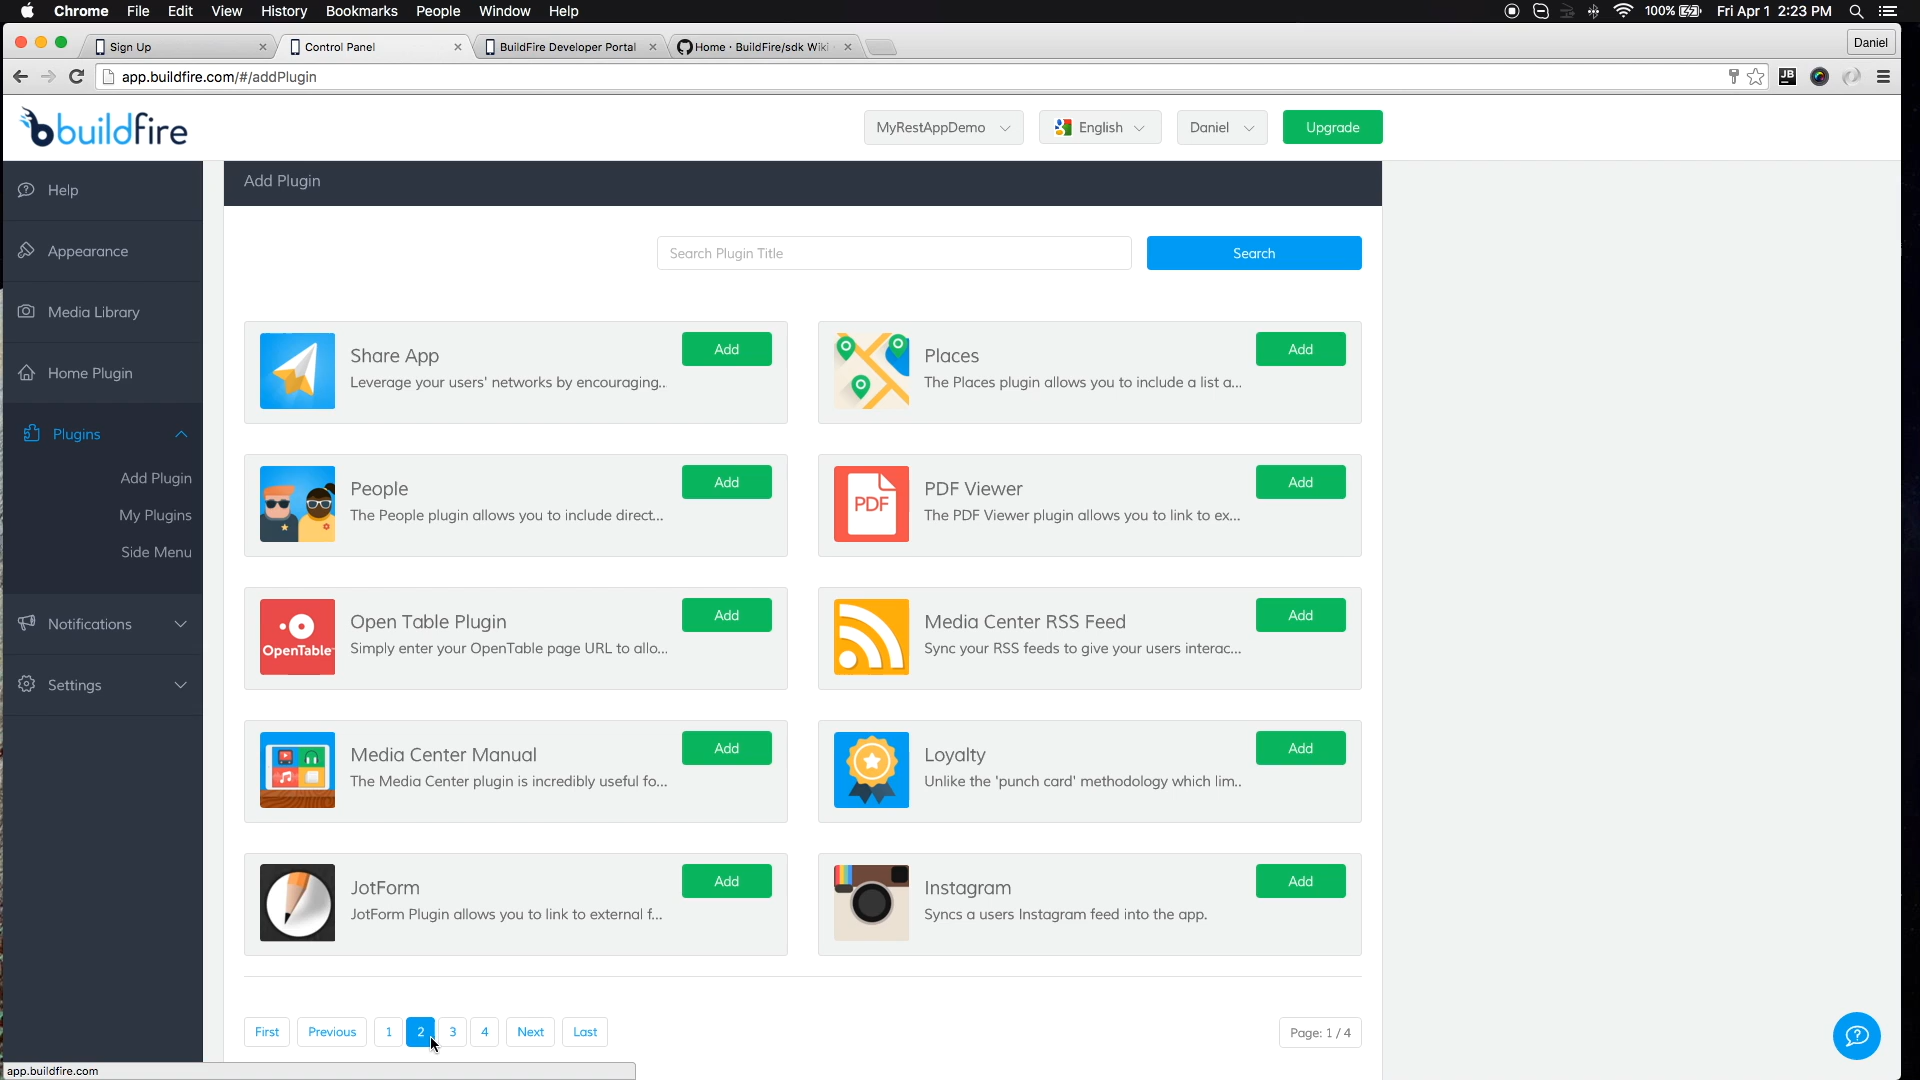 Chrome File Edit View History Bookmarks People Window Help 100% Fri Apr 1 2:23 PM
Sign Up Control Panel BuildFire Developer Portal Home · BuildFire/sdk Wiki Daniel
app.buildfire.com/#/addPlugin JB
buildfire MyRestAppDemo English Daniel Upgrade
Help
Appearance
Media Library
Home Plugin
Plugins
Add Plugin
My Plugins
Side Menu
Notifications
Settings
Add Plugin
Search Plugin Title Search
Share App Add
Leverage your users' networks by encouraging...
Places Add
The Places plugin allows you to include a list a...
People Add
The People plugin allows you to include direct...
PDF
PDF Viewer Add
The PDF Viewer plugin allows you to link to ex...
OpenTable
Open Table Plugin Add
Simply enter your OpenTable page URL to allo...
Media Center RSS Feed Add
Sync your RSS feeds to give your users interac...
Media Center Manual Add
The Media Center plugin is incredibly useful fo...
Loyalty Add
Unlike the 'punch card' methodology which lim...
JotForm Add
JotForm Plugin allows you to link to external f...
Instagram Add
Syncs a users Instagram feed into the app.
First Previous 1 2 3 4 Next Last Page: 1 / 4
app.buildfire.com